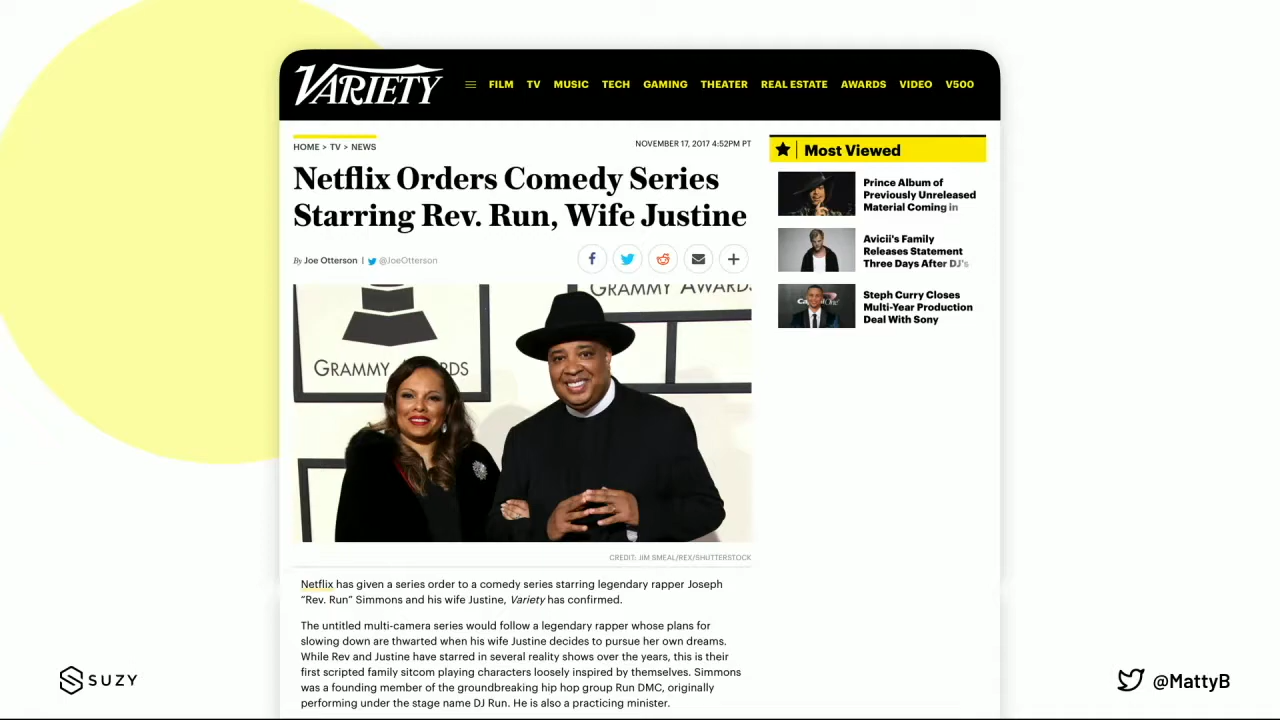 VARIETY
FILM TV MUSIC TECH GAMING THEATER REAL ESTATE AWARDS VIDEO V500
HOME > TV > NEWS
NOVEMBER 17, 2017 4:52PM PT
Netflix Orders Comedy Series
Starring Rev. Run, Wife Justine
By Joe Otterson | @JoeOtterson
GRAMMY AWARDS
GRAMMY
CREDIT: JIM SMEAL/REX/SHUTTERSTOCK
Netflix has given a series order to a comedy series starring legendary rapper Joseph
“Rev. Run” Simmons and his wife Justine, Variety has confirmed.
The untitled multi-camera series would follow a legendary rapper whose plans for
slowing down are thwarted when his wife Justine decides to pursue her own dreams.
While Rev and Justine have starred in several reality shows over the years, this is their
first scripted family sitcom playing characters loosely inspired by themselves. Simmons
was a founding member of the groundbreaking hip hop group Run DMC, originally
performing under the stage name DJ Run. He is also a practicing minister.
Most Viewed
Prince Album of
Previously Unreleased
Material Coming in
Avicii's Family
Releases Statement
Three Days After DJ's
Steph Curry Closes
Multi-Year Production
Deal With Sony
SUZY
@MattyB